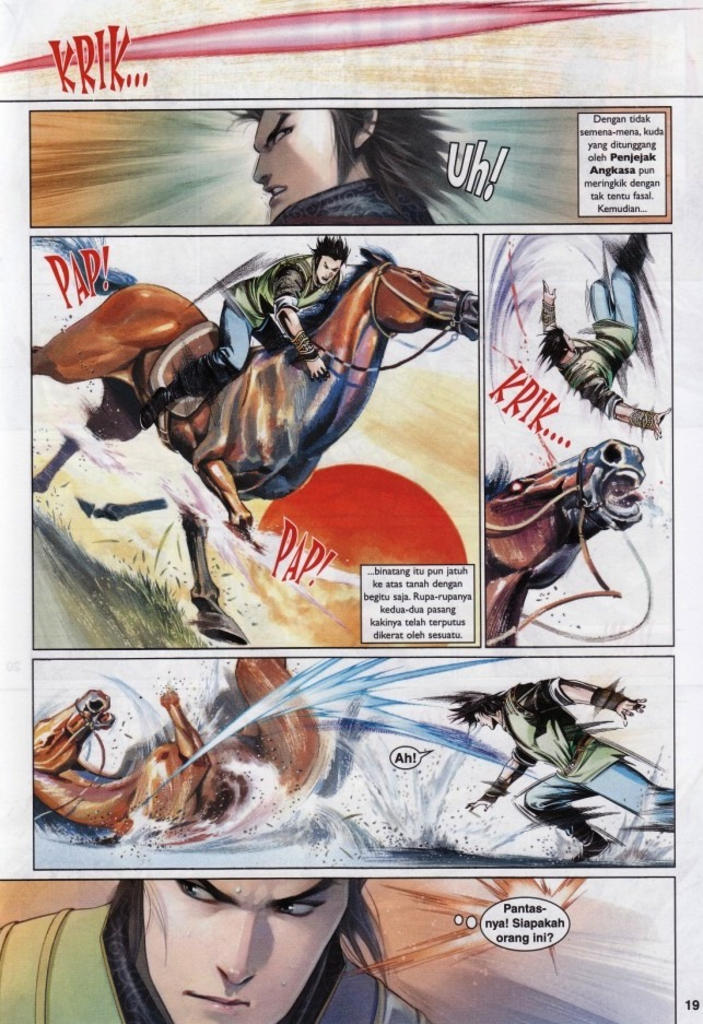 KRIK...
Uh!
Dengan tidak
semena-mena, kuda
yang ditunggang
oleh Penjejak
Angkasa pun
meringkik dengan
tak tentu fasal.
Kemudian...
PAP!
PAP!
...binatang itu pun jatuh
ke atas tanah dengan
begitu saja. Rupa-rupanya
kedua-dua pasang
kakinya telah terputus
dikerat oleh sesuatu.
KRIK....
Ah!
Pantas-
nya! Siapakah
orang ini?
19